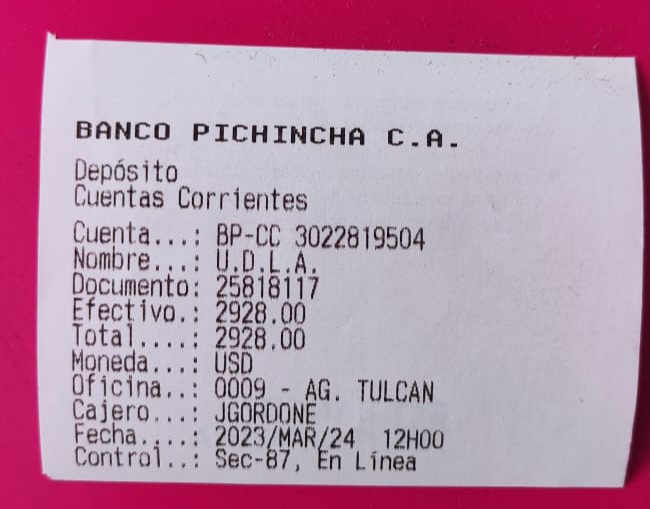 BANCO PICHINCHA C.A.
Depósito
Cuentas Corrientes
Cuenta...: BP-CC 3022819504
Nombre...: U.D.L.A.
Documento: 25818117
Efectivo.: 2928.00
Total....: 2928.00
Moneda...: USD
Oficina..: 0009 - AG. TULCAN
Cajero...: JGORDONE
Fecha....: 2023/MAR/24 12H00
Control..: Sec-87, En Línea